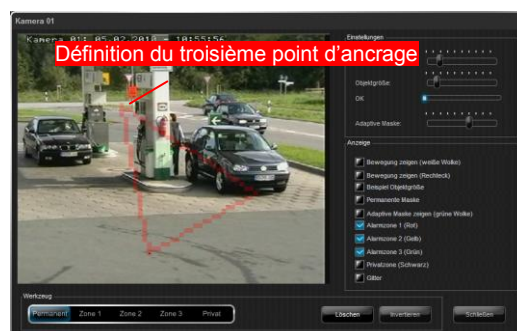 Kamera 01
Kamera 01: 05.02.2010 - 10:55:56
Définition du troisième point d'ancrage
Einstellungen
Objektgröße:
DK
Adaptive Maske:
Anzeige
Bewegung zeigen (weiße Wolke)
Bewegung zeigen (Rechteck)
Beispiel Objektgröße
Permanente Maske
Adaptive Maske zeigen (grüne Wolke)
Alarmzone 1 (Rot)
Alarmzone 2 (Gelb)
Alarmzone 3 (Grün)
Privatzone (Schwarz)
Gitter
Werkzeug
Permanent Zone 1 Zone 2 Zone 3 Privat
Löschen Invertieren Schließen